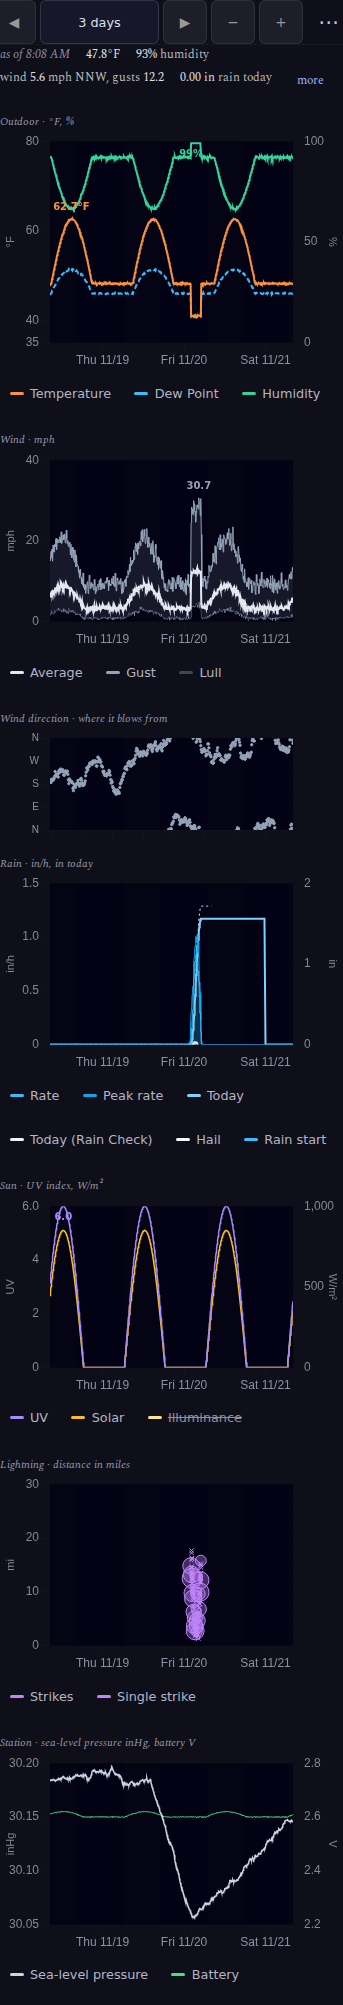 ◀ 3 days ▶ − + ⋯
as of 8:08 AM 47.8°F 93% humidity
wind 5.6 mph NNW, gusts 12.2 0.00 in rain today more
Outdoor · °F, %
80 100
99%
62.7°F
60
°F 50 %
40
35 0
Thu 11/19 Fri 11/20 Sat 11/21
Temperature Dew Point Humidity
Wind · mph
40
30.7
20
mph
0
Thu 11/19 Fri 11/20 Sat 11/21
Average Gust Lull
Wind direction · where it blows from
N
W
S
E
N
Rain · in/h, in today
1.5 2
1.0
in/h 1 in
0.5
0 0
Thu 11/19 Fri 11/20 Sat 11/21
Rate Peak rate Today
Today (Rain Check) Hail Rain start
Sun · UV index, W/m²
6.0 1,000
6.0
4
UV 500 W/m²
2
0 0
Thu 11/19 Fri 11/20 Sat 11/21
UV Solar Illuminance
Lightning · distance in miles
30
20
mi
10
0
Thu 11/19 Fri 11/20 Sat 11/21
Strikes Single strike
Station · sea-level pressure inHg, battery V
30.20 2.8
30.15 2.6
inHg V
30.10 2.4
30.05 2.2
Thu 11/19 Fri 11/20 Sat 11/21
Sea-level pressure Battery